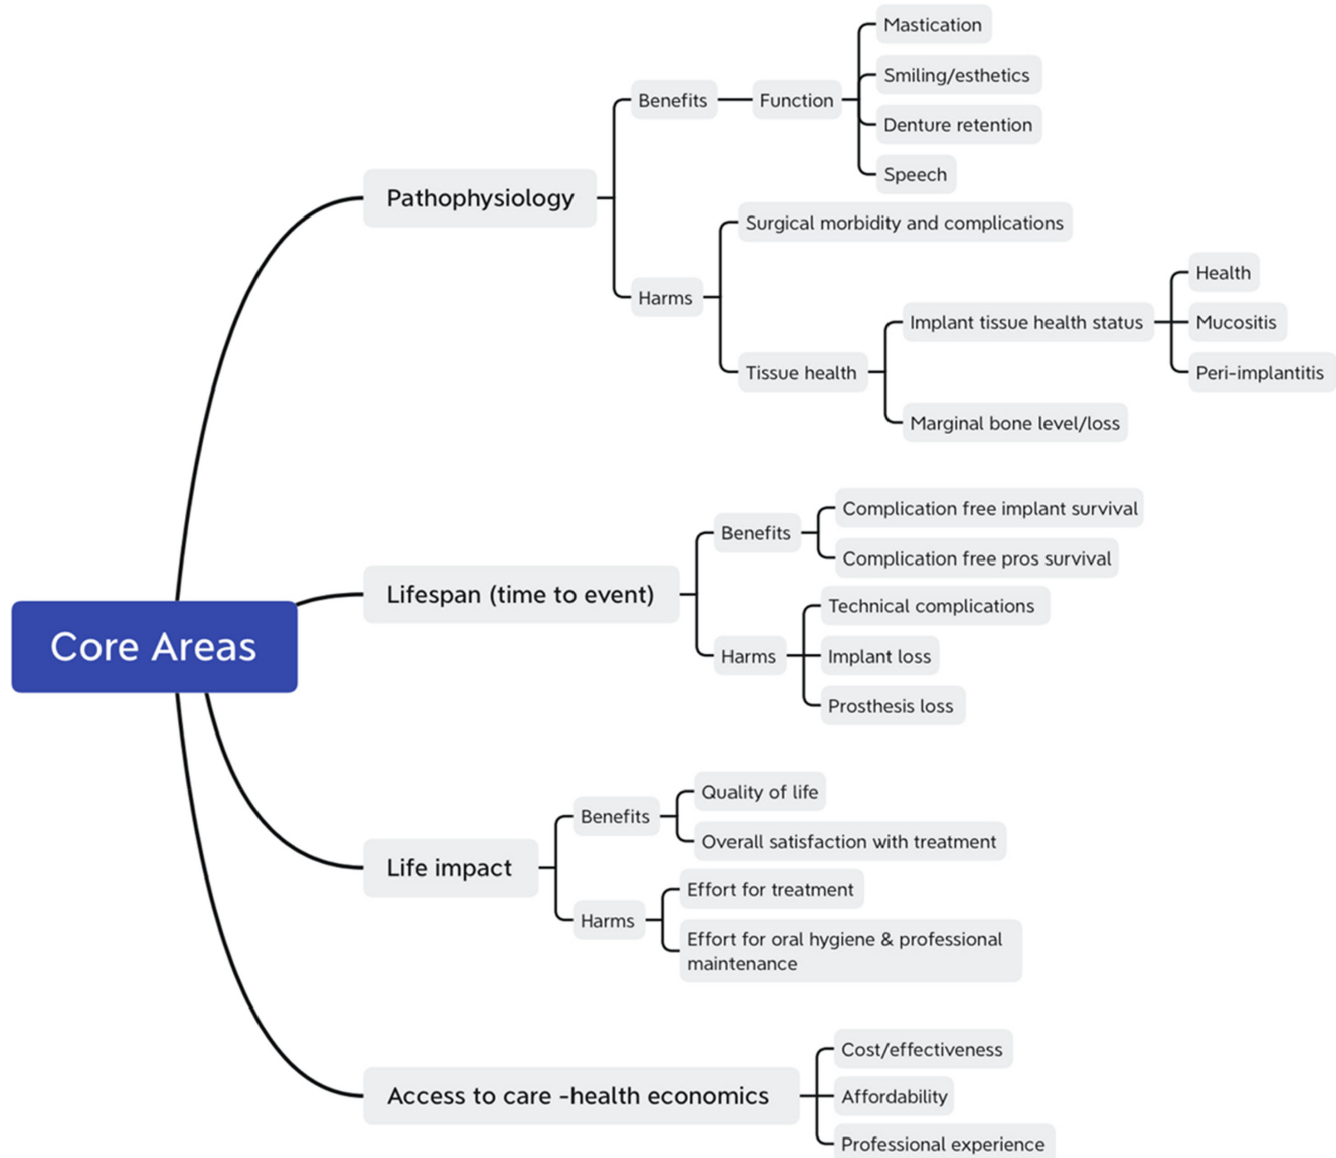 Core Areas
Pathophysiology
Benefits
Function
Mastication
Smiling/esthetics
Denture retention
Speech
Harms
Surgical morbidity and complications
Tissue health
Implant tissue health status
Health
Mucositis
Peri-implantitis
Marginal bone level/loss
Lifespan (time to event)
Benefits
Complication free implant survival
Complication free pros survival
Harms
Technical complications
Implant loss
Prosthesis loss
Life impact
Benefits
Quality of life
Overall satisfaction with treatment
Harms
Effort for treatment
Effort for oral hygiene & professional
maintenance
Access to care -health economics
Cost/effectiveness
Affordability
Professional experience